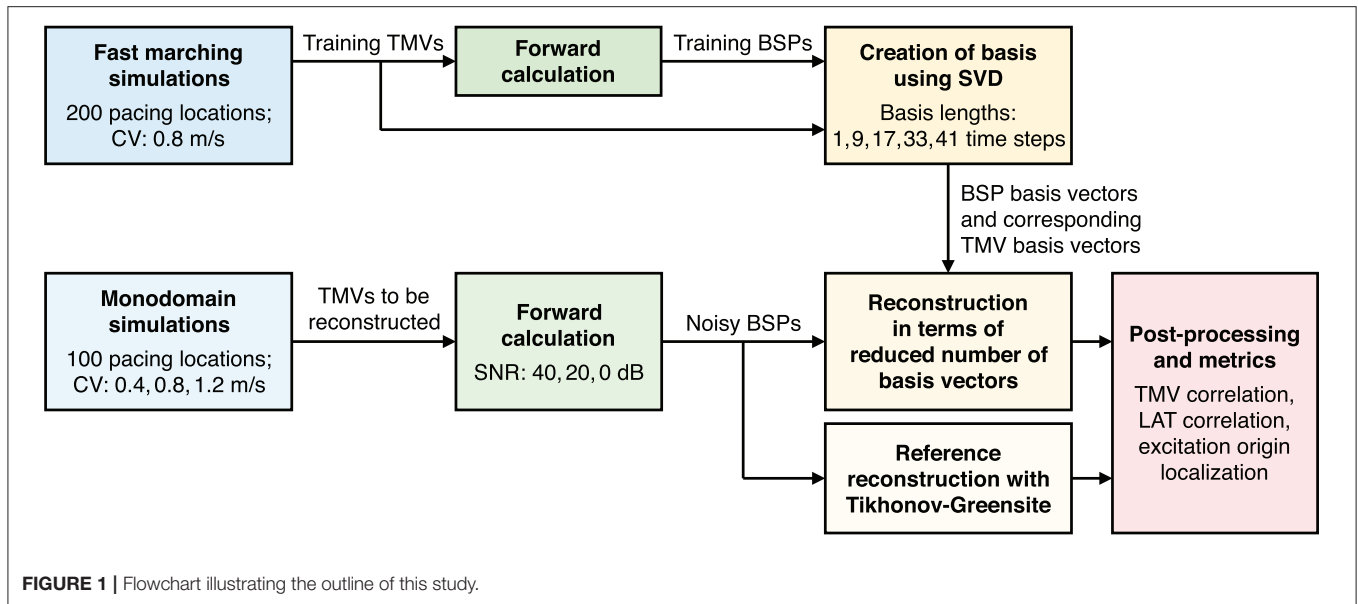 Fast marching
simulations
200 pacing locations;
CV: 0.8 m/s
Training TMVs
Forward
calculation
Training BSPs
Creation of basis
using SVD
Basis lengths:
1,9,17,33,41 time steps
BSP basis vectors
and corresponding
TMV basis vectors
Monodomain
simulations
100 pacing locations;
CV: 0.4, 0.8, 1.2 m/s
TMVs to be
reconstructed
Forward
calculation
SNR: 40, 20, 0 dB
Noisy BSPs
Reconstruction
in terms of
reduced number of
basis vectors
Reference
reconstruction with
Tikhonov-Greensite
Post-processing
and metrics
TMV correlation,
LAT correlation,
excitation origin
localization
FIGURE 1 | Flowchart illustrating the outline of this study.